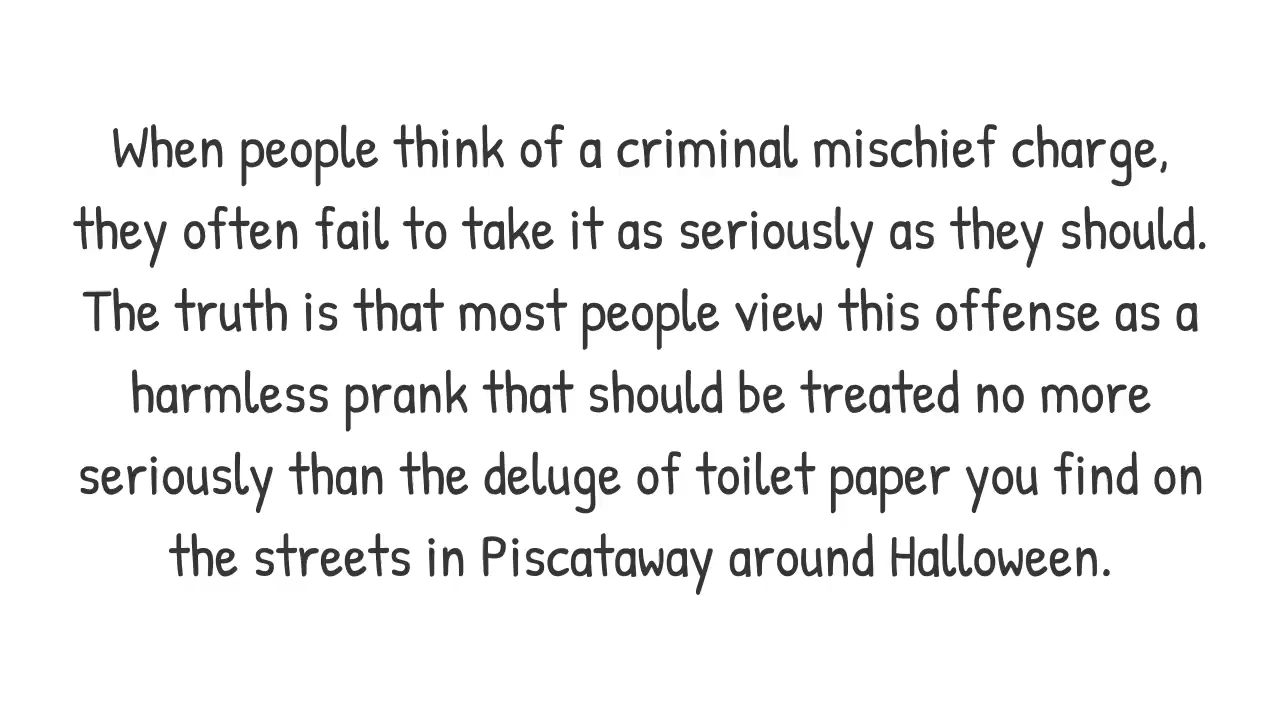 When people think of a criminal mischief charge,
they often fail to take it as seriously as they should.
The truth is that most people view this offense as a
harmless prank that should be treated no more
seriously than the deluge of toilet paper you find on
the streets in Piscataway around Halloween.